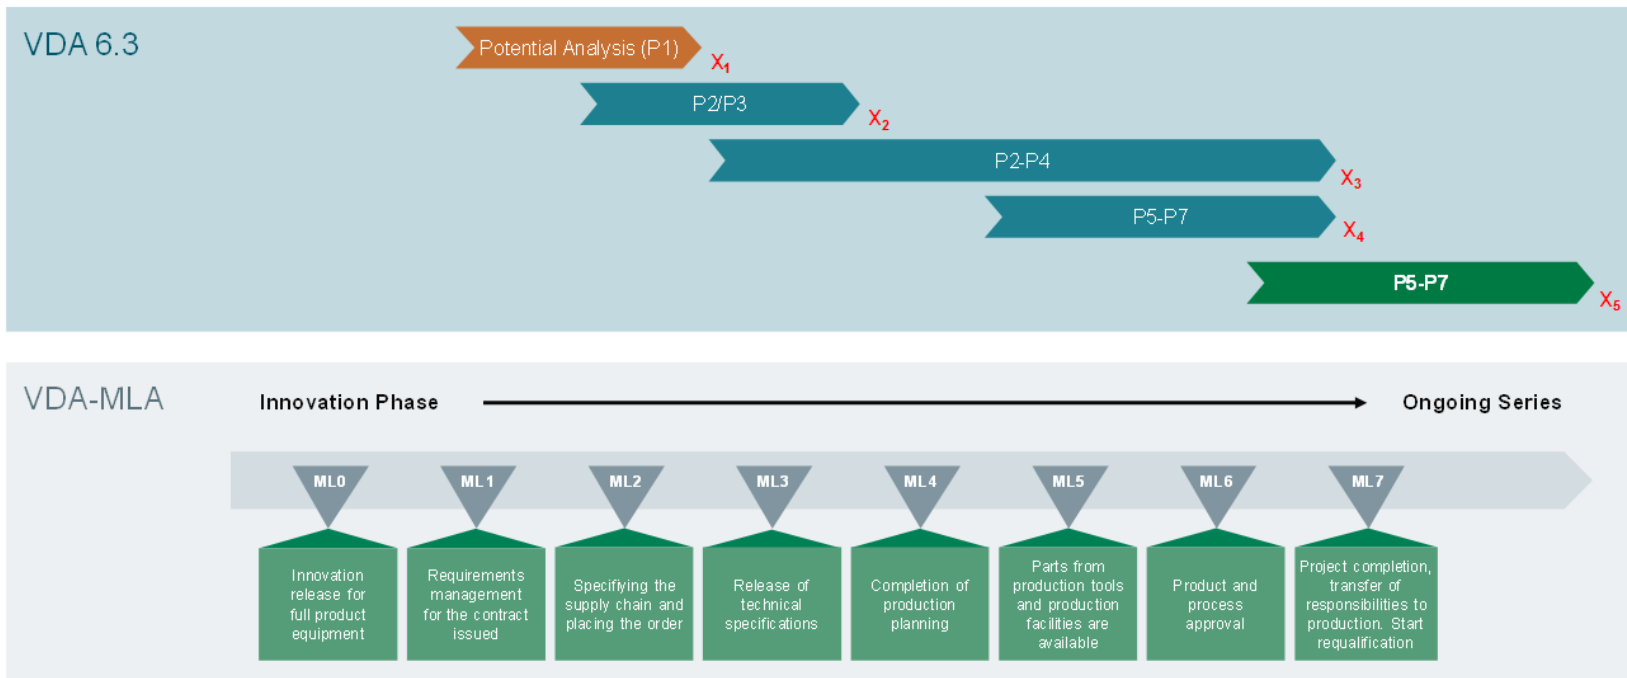 VDA 6.3
Potential Analysis (P1)
X1
P2/P3
X2
P2-P4
X3
P5-P7
X4
P5-P7
X5
VDA-MLA
Innovation Phase
Ongoing Series
ML0
ML1
ML2
ML3
ML4
ML5
ML6
ML7
Innovation
release for
full product
equipment
Requirements
management
for the contract
issued
Specifiying the
supply chain and
placing the order
Release of
technical
specifications
Completion of
production
planning
Parts from
production tools
and production
facilities are
available
Product and
process
approval
Project completion,
transfer of
responsibilities to
production. Start
requalification